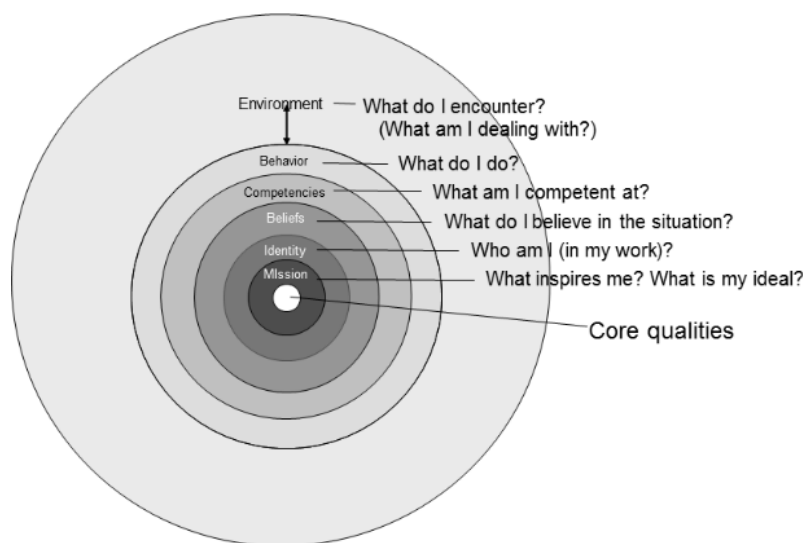 Environment What do I encounter?
(What am I dealing with?)
Behavior What do I do?
Competencies What am I competent at?
Beliefs What do I believe in the situation?
Identity Who am I (in my work)?
MIssion What inspires me? What is my ideal?
Core qualities